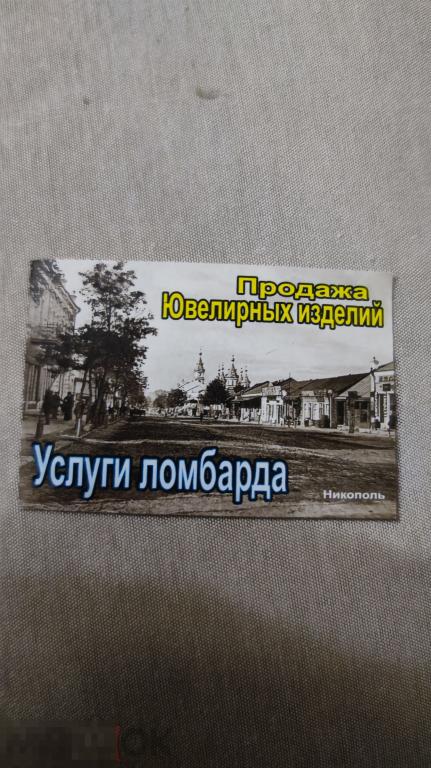 Продажа
Ювелирных изделий
Услуги ломбарда
Никополь